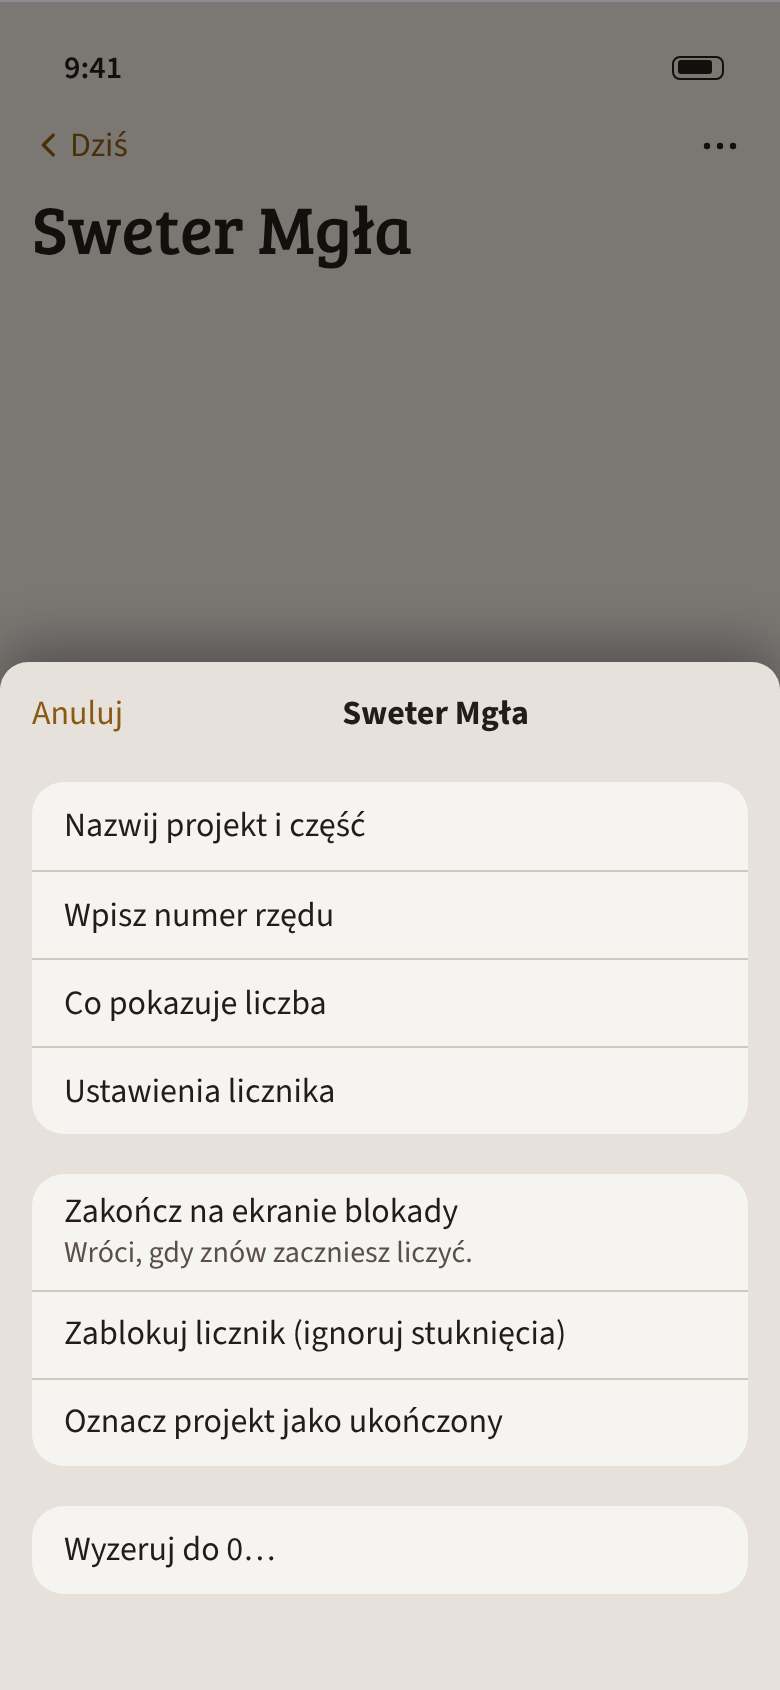 9:41
Dziś
Sweter Mgła
Anuluj
Sweter Mgła
Nazwij projekt i część
Wpisz numer rzędu
Co pokazuje liczba
Ustawienia licznika
Zakończ na ekranie blokady
Wróci, gdy znów zaczniesz liczyć.
Zablokuj licznik (ignoruj stuknięcia)
Oznacz projekt jako ukończony
Wyzeruj do 0…